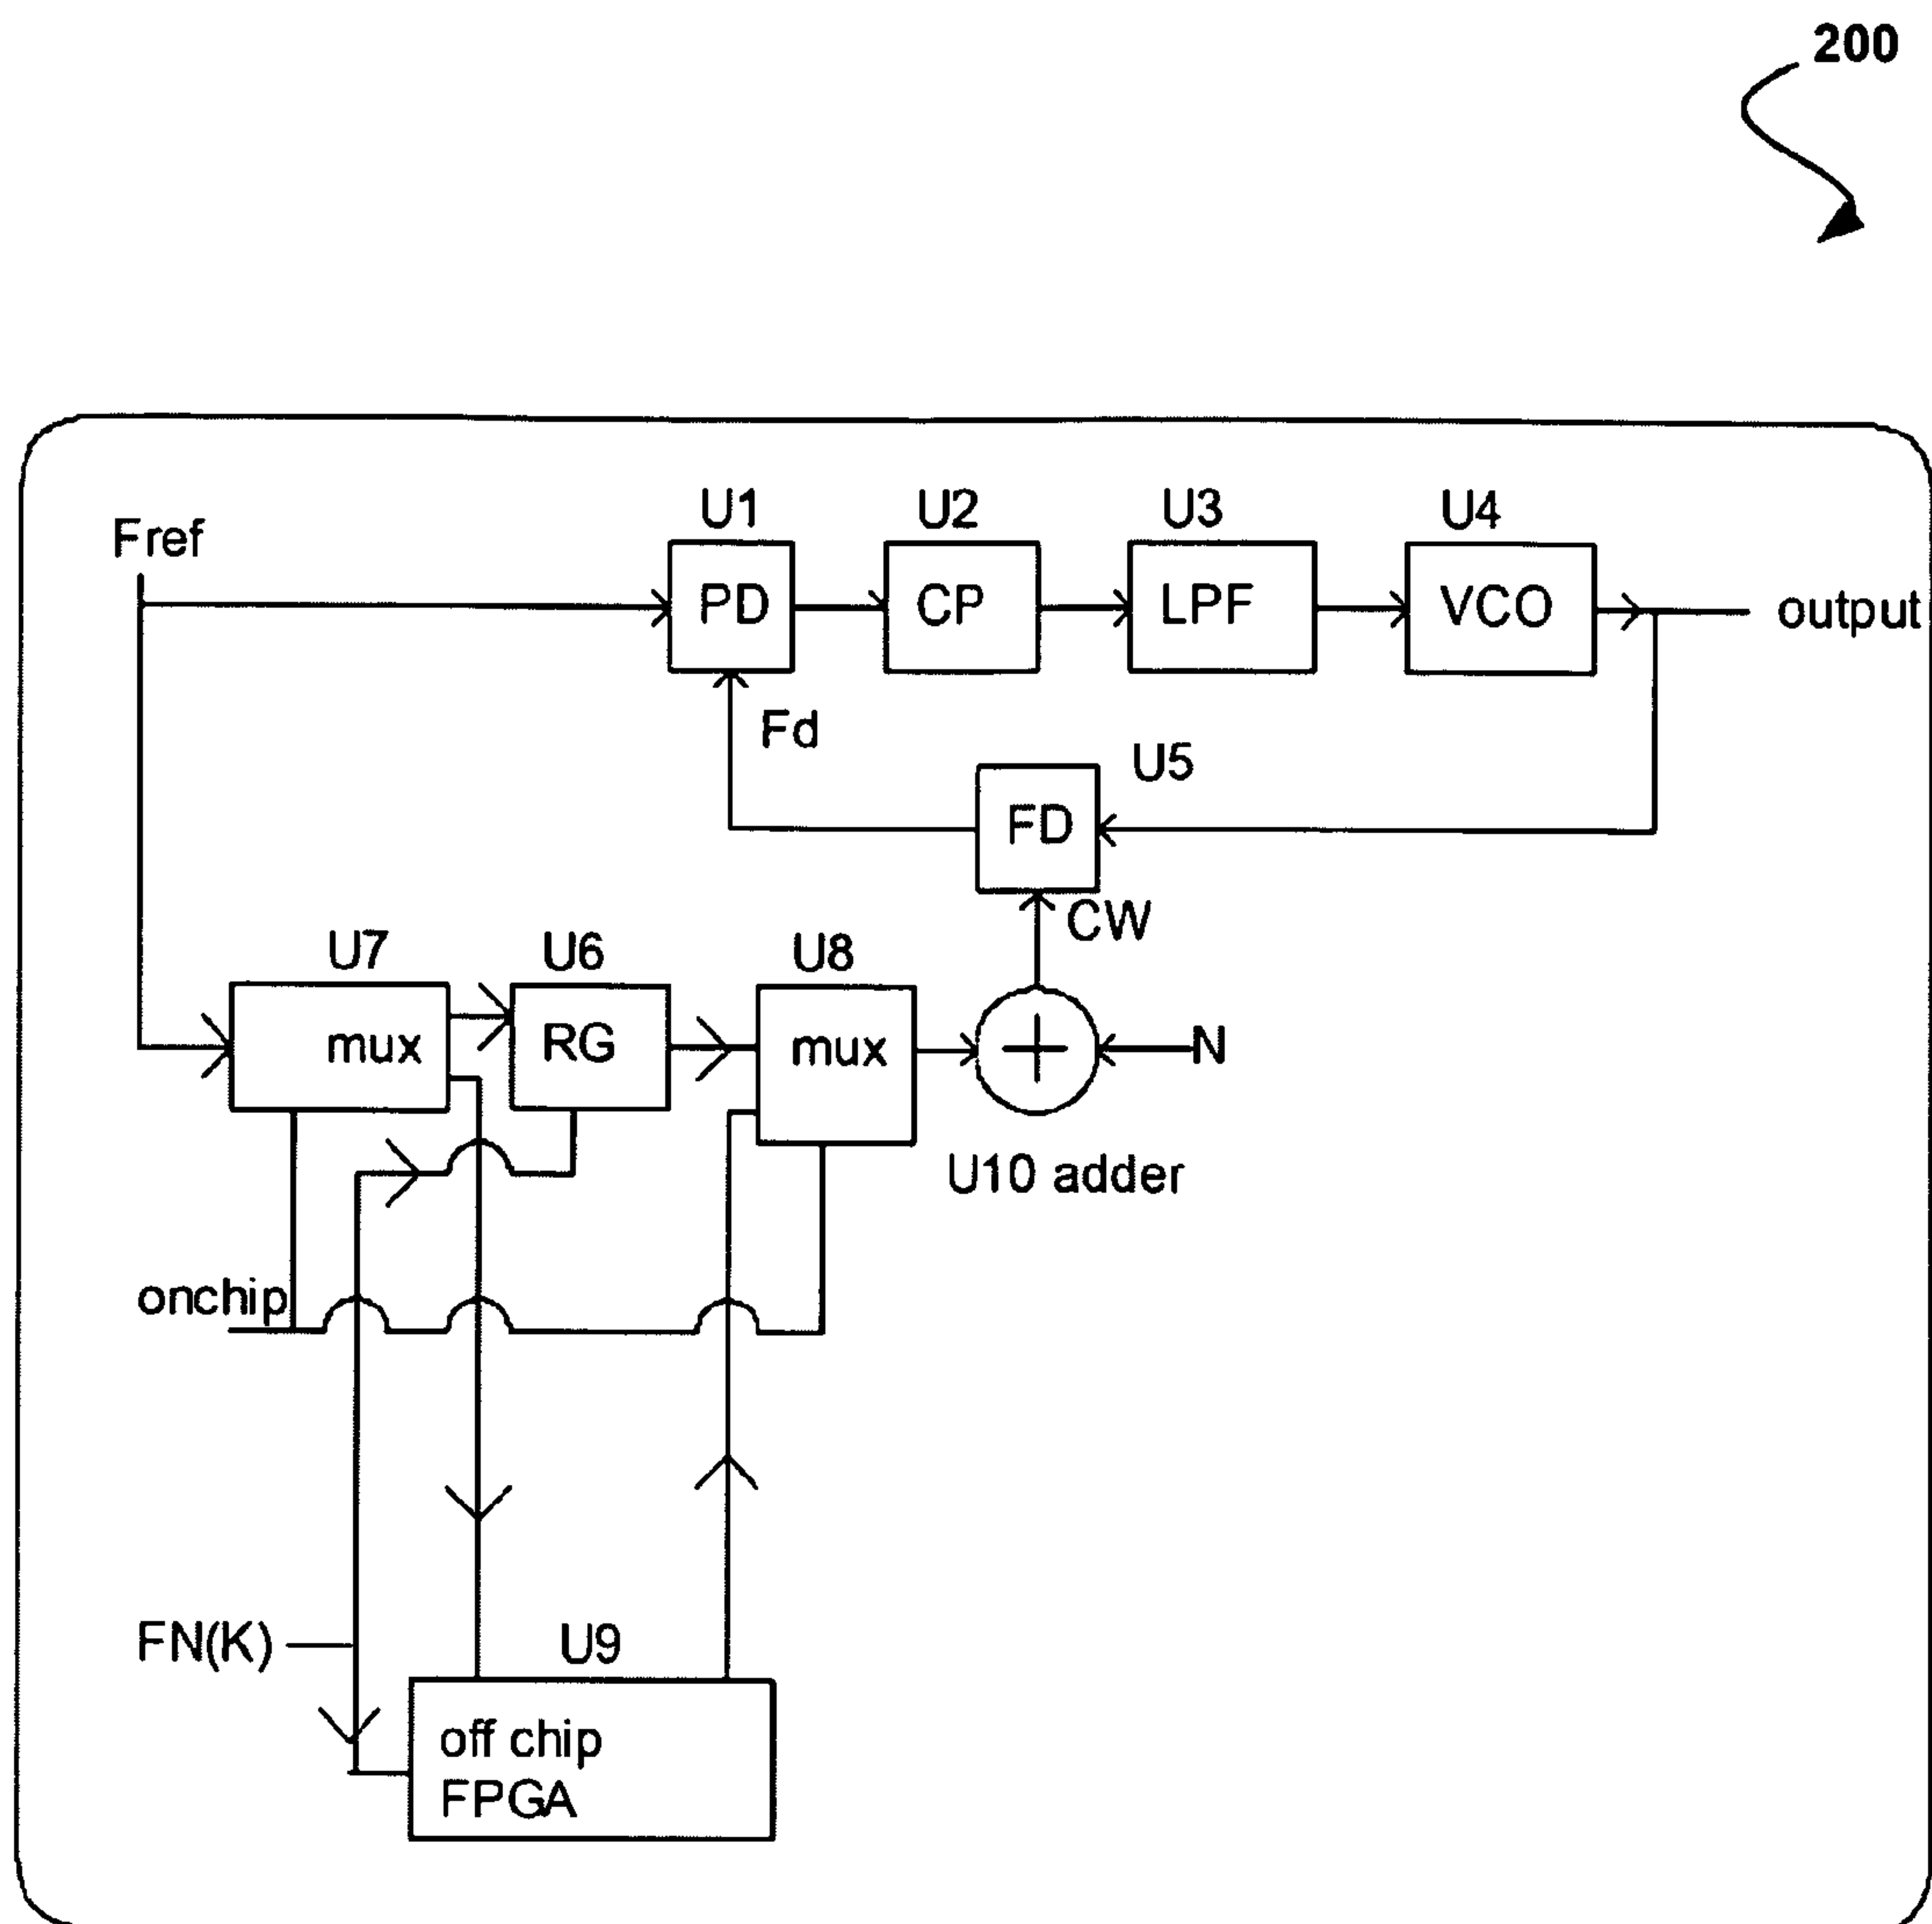 200
U1
U2
U3
U4
Fref
PD
CP
LPF
VCO
output
Fd
U5
FD
CW
U7
U6
U8
mux
RG
mux
N
U10 adder
onchip
FN(K)
U9
off chip
FPGA